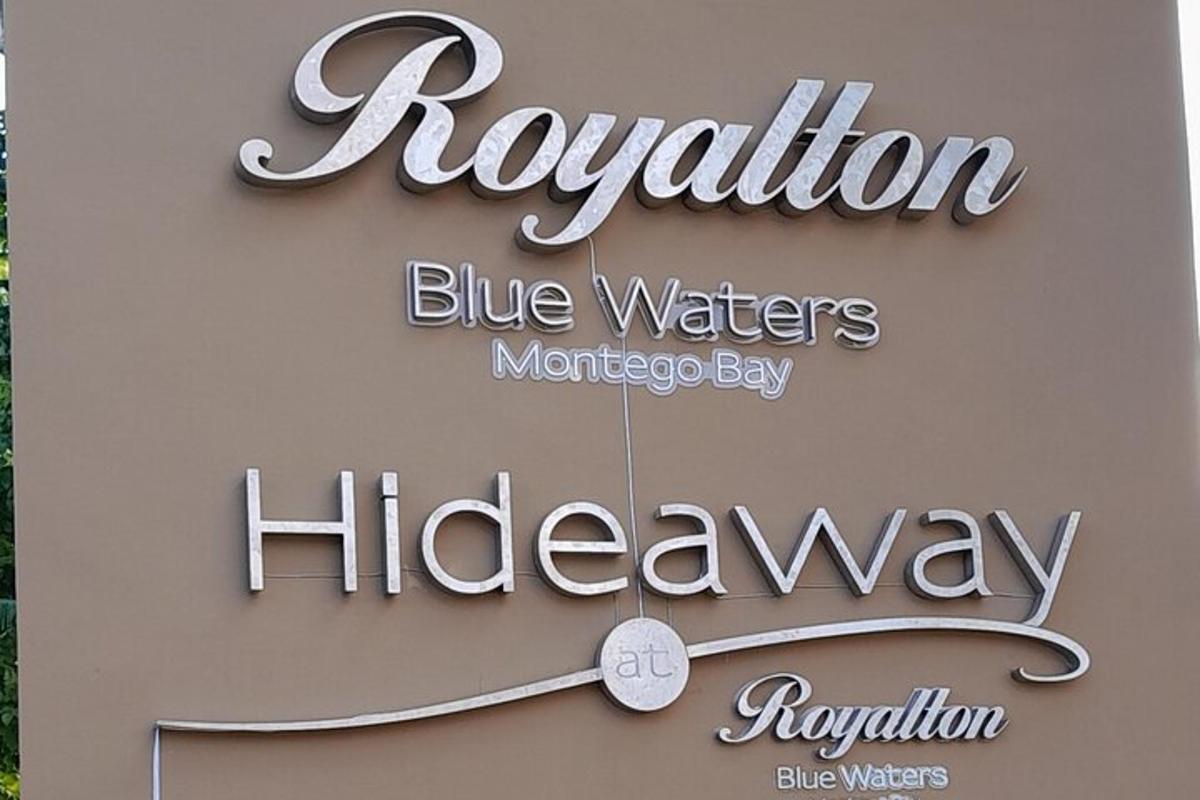 Royalton
Blue Waters
Montego Bay
Hideaway
at
Royalton
Blue Waters